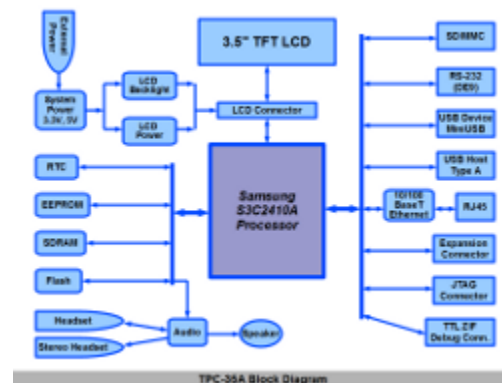 External
Power
System
Power
3.3V, 5V
LCD
Backlight
LCD
Power
3.5" TFT LCD
LCD Connector
Samsung
S3C2410A
Processor
RTC
EEPROM
SDRAM
Flash
Headset
Stereo Headset
Audio
Speaker
SD/MMC
RS-232
(DB9)
USB Device
MiniUSB
USB Host
Type A
10/100
BaseT
Ethernet
RJ45
Expansion
Connector
JTAG
Connector
TTL ZIF
Debug Conn.
TPC-35A Block Diagram